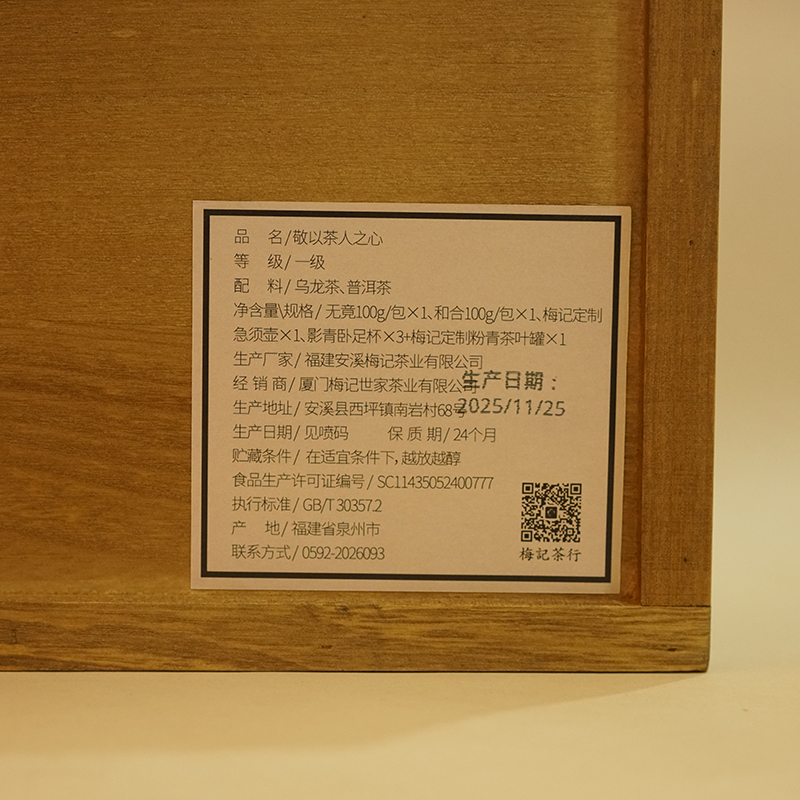 品 名/敬以茶人之心
等 级/一级
配 料/乌龙茶、普洱茶
净含量\规格/无竟100g/包×1、和合100g/包×1、梅记定制
急须壶×1、影青卧足杯×3+梅记定制粉青茶叶罐×1
生产厂家/福建安溪梅记茶业有限公司
经 销 商/厦门梅记世家茶业有限公司
生产日期：
生产地址/安溪县西坪镇南岩村68号
2025/11/25
生产日期/见喷码 保 质 期/24个月
贮藏条件/在适宜条件下,越放越醇
食品生产许可证编号/SC11435052400777
执行标准/GB/T 30357.2
产 地/福建省泉州市
联系方式/0592-2026093
梅記茶行